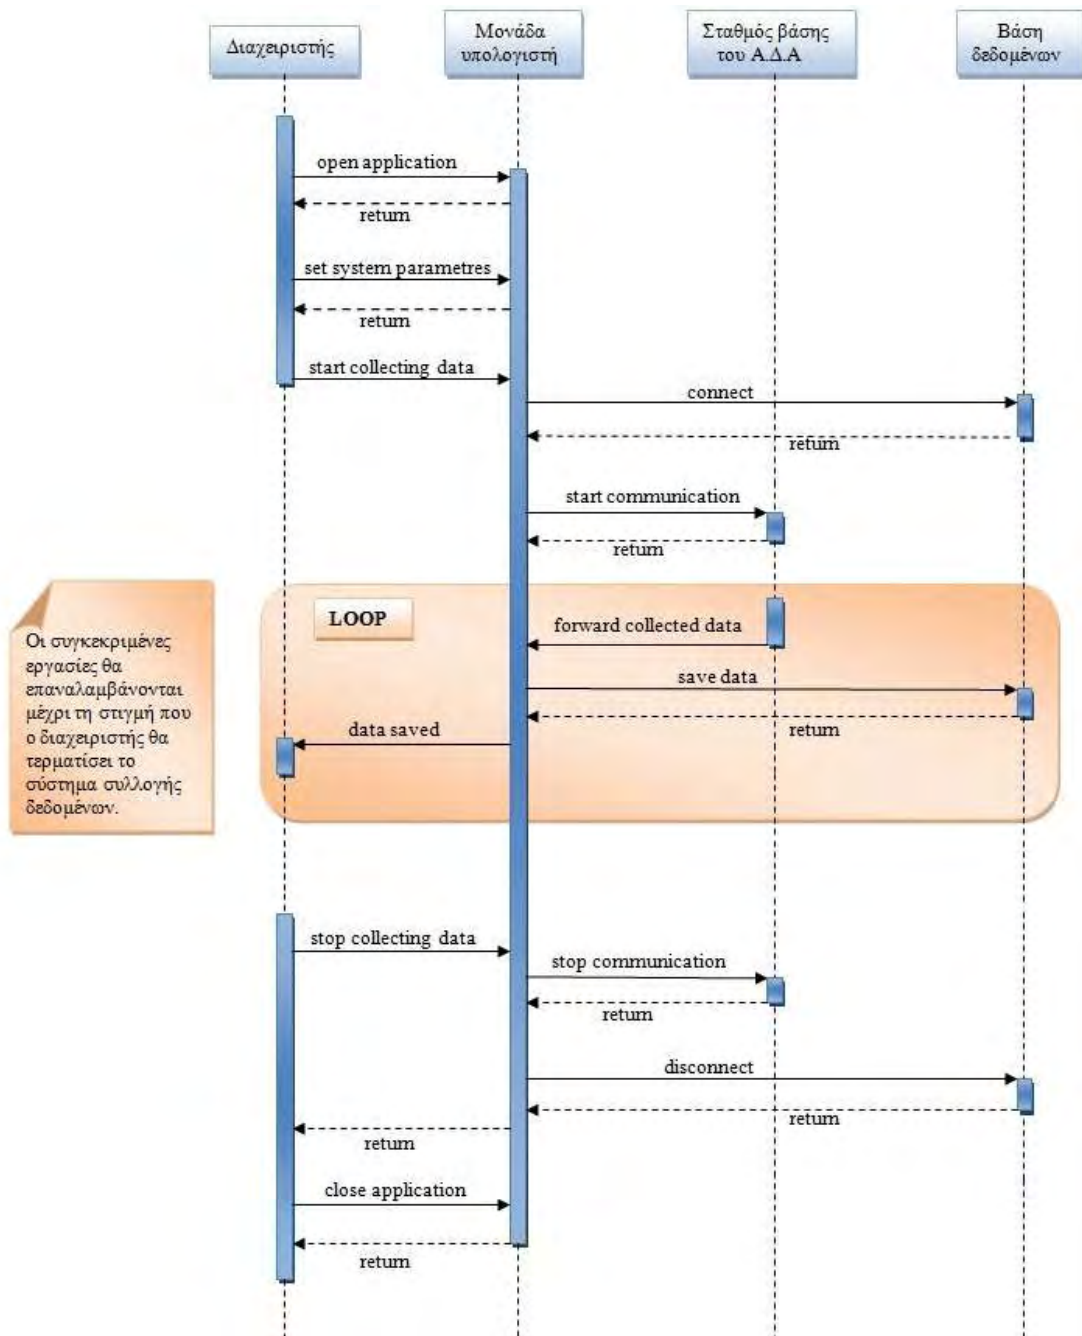 Διαχειριστής
Μονάδα
υπολογιστή
Σταθμός βάσης
του Α.Δ.Α
Βάση
δεδομένων
open application
return
set system parametres
return
start collecting data
connect
return
start communication
return
LOOP
Οι συγκεκριμένες
εργασίες θα
επαναλαμβάνονται
μέχρι τη στιγμή που
ο διαχειριστής θα
τερματίσει το
σύστημα συλλογής
δεδομένων.
forward collected data
save data
return
data saved
stop collecting data
stop communication
return
disconnect
return
return
close application
return